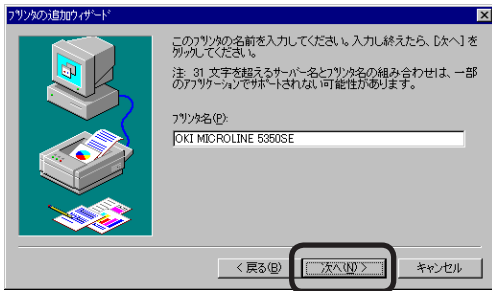 プリンタの追加ウィザード
このプリンタの名前を入力してください。入力し終えたら、[次へ] を
クリックしてください。
注: 31 文字を超えるサーバー名とプリンタ名の組み合わせは、一部
のアプリケーションでサポートされない可能性があります。
プリンタ名(P):
OKI MICROLINE 5350SE
< 戻る(B)
次へ(N) >
キャンセル